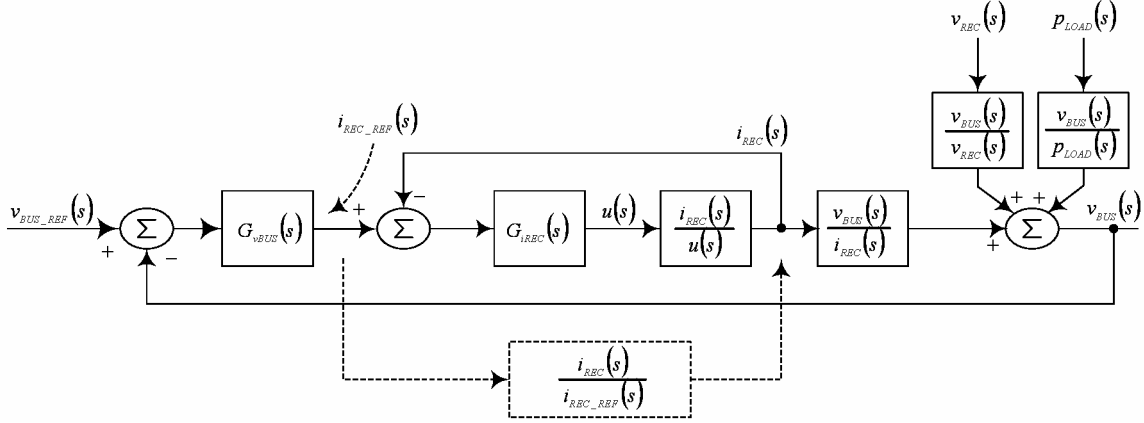 v_REC(s)
p_LOAD(s)
i_REC_REF(s)
i_REC(s)
v_BUS(s)
v_REC(s)
v_BUS(s)
p_LOAD(s)
v_BUS_REF(s)
+
Σ
−
G_vBUS(s)
+
−
Σ
G_iREC(s)
u(s)
i_REC(s)
u(s)
v_BUS(s)
i_REC(s)
+
+
+
Σ
v_BUS(s)
i_REC(s)
i_REC_REF(s)